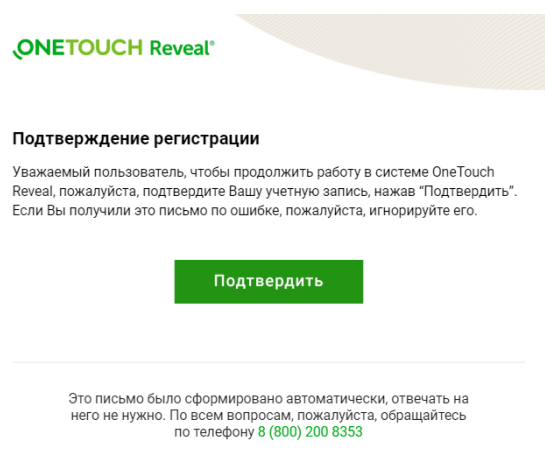 ONETOUCH Reveal®
Подтверждение регистрации
Уважаемый пользователь, чтобы продолжить работу в системе OneTouch
Reveal, пожалуйста, подтвердите Вашу учетную запись, нажав “Подтвердить”.
Если Вы получили это письмо по ошибке, пожалуйста, игнорируйте его.
Подтвердить
Это письмо было сформировано автоматически, отвечать на
него не нужно. По всем вопросам, пожалуйста, обращайтесь
по телефону 8 (800) 200 8353